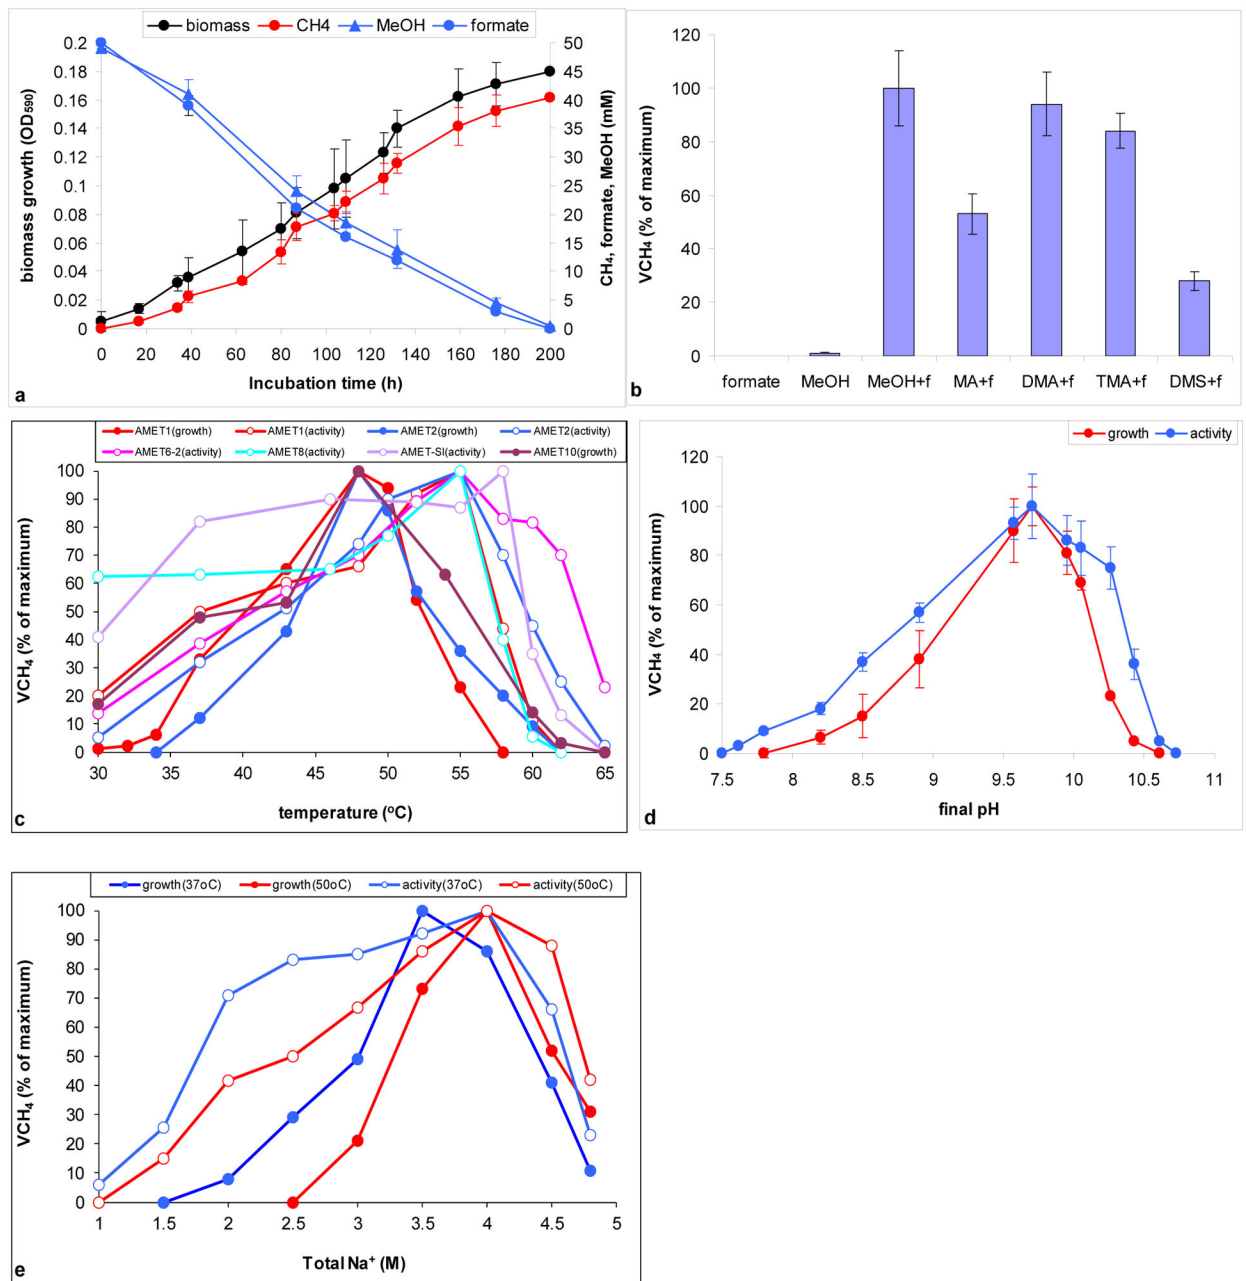 biomass CH4 MeOH formate
0.2
0.18
0.16
0.14
0.12
0.1
0.08
0.06
0.04
0.02
0
biomass growth (OD590)
50
45
40
35
30
25
20
15
10
5
0
CH4, formate, MeOH (mM)
0 20 40 60 80 100 120 140 160 180 200
Incubation time (h)
a
120
100
80
60
40
20
0
VCH4 (% of maximum)
formate MeOH MeOH+f MA+f DMA+f TMA+f DMS+f
b
AMET1(growth) AMET1(activity) AMET2(growth) AMET2(activity)
AMET6-2(activity) AMET8(activity) AMET-SI(activity) AMET10(growth)
100
90
80
70
60
50
40
30
20
10
0
VCH4 (% of maximum)
30 35 40 45 50 55 60 65
temperature (oC)
c
growth activity
120
100
80
60
40
20
0
VCH4 (% of maximum)
7.5 8 8.5 9 9.5 10 10.5 11
final pH
d
growth(37oC) growth(50oC) activity(37oC) activity(50oC)
100
90
80
70
60
50
40
30
20
10
0
VCH4 (% of maximum)
1 1.5 2 2.5 3 3.5 4 4.5 5
Total Na+ (M)
e